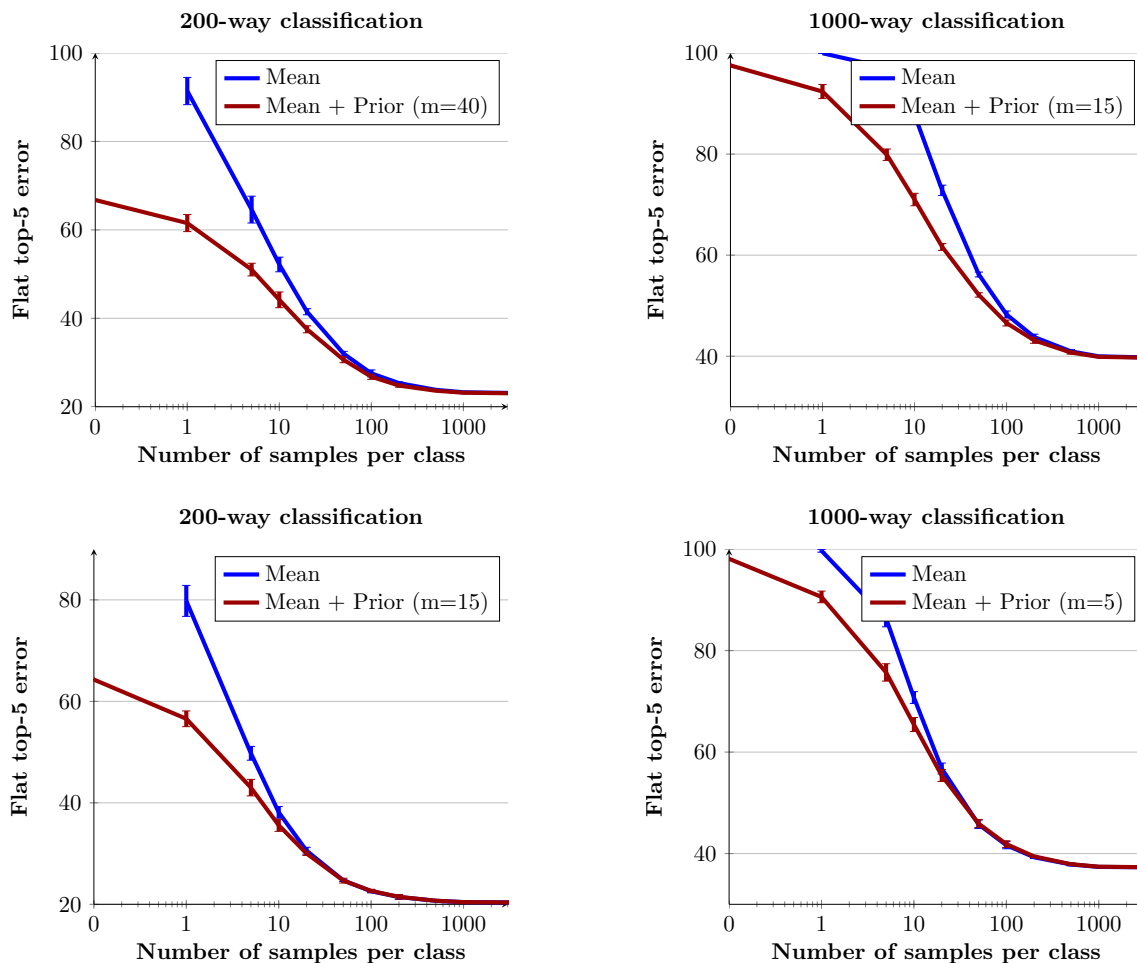 200-way classification
100
80
60
40
20
0 1 10 100 1000
Flat top-5 error
Number of samples per class
Mean
Mean + Prior (m=40)
1000-way classification
100
80
60
40
0 1 10 100 1000
Flat top-5 error
Number of samples per class
Mean
Mean + Prior (m=15)
200-way classification
80
60
40
20
0 1 10 100 1000
Flat top-5 error
Number of samples per class
Mean
Mean + Prior (m=15)
1000-way classification
100
80
60
40
0 1 10 100 1000
Flat top-5 error
Number of samples per class
Mean
Mean + Prior (m=5)